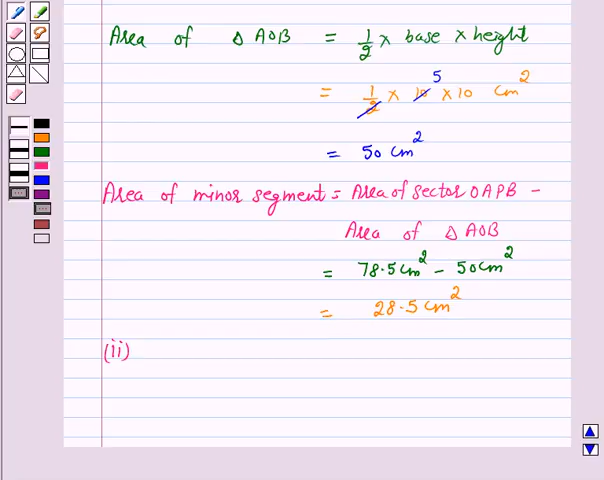 Area of △ AOB = 1/2 × base × height
= 1/2 × 10 5 × 10 cm²
= 50 cm²
Area of minor segment = Area of sector OAPB -
Area of △ AOB
= 78.5 cm² - 50 cm²
= 28.5 cm²
(ii)